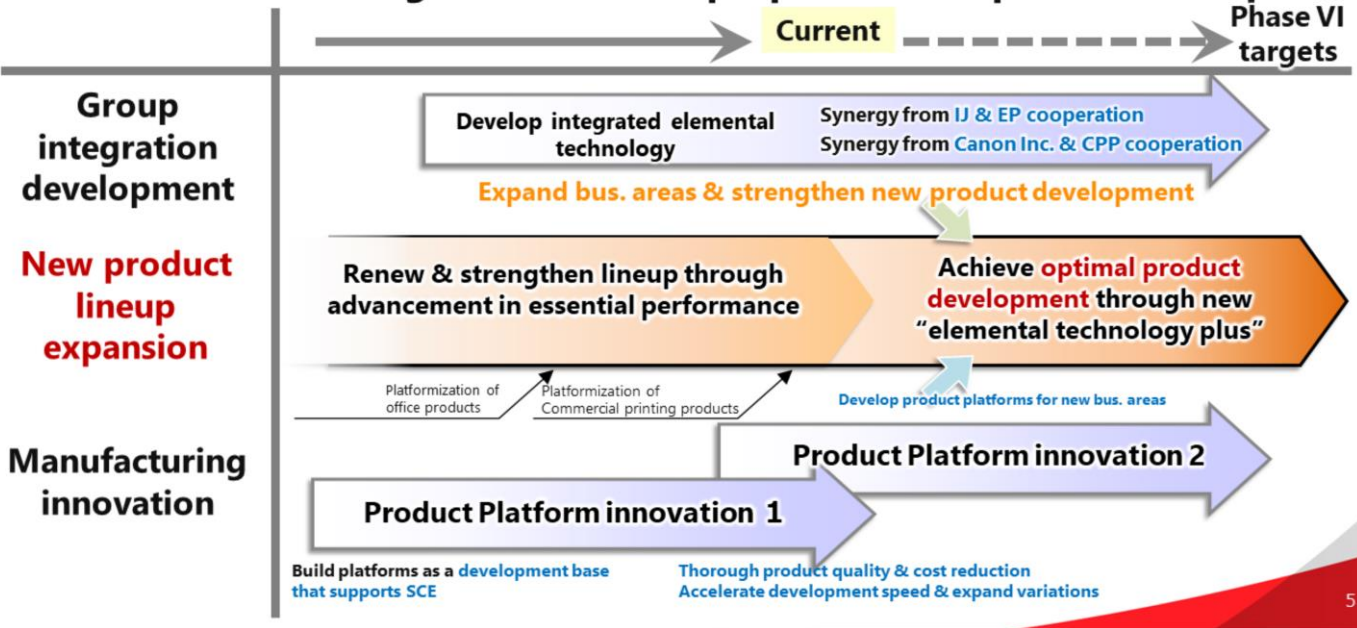 Current
Phase VI
targets
Group
integration
development
Develop integrated elemental
technology
Synergy from IJ & EP cooperation
Synergy from Canon Inc. & CPP cooperation
Expand bus. areas & strengthen new product development
New product
lineup
expansion
Renew & strengthen lineup through
advancement in essential performance
Achieve optimal product
development through new
“elemental technology plus”
Platformization of
office products
Platformization of
Commercial printing products
Develop product platforms for new bus. areas
Manufacturing
innovation
Product Platform innovation 2
Product Platform innovation 1
Build platforms as a development base
that supports SCE
Thorough product quality & cost reduction
Accelerate development speed & expand variations
5